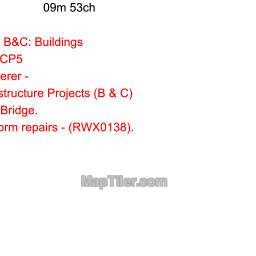 09m 53ch
B&C: Buildings
CP5
erer -
structure Projects (B & C)
Bridge.
orm repairs - (RWX0138).
MapTiler.com